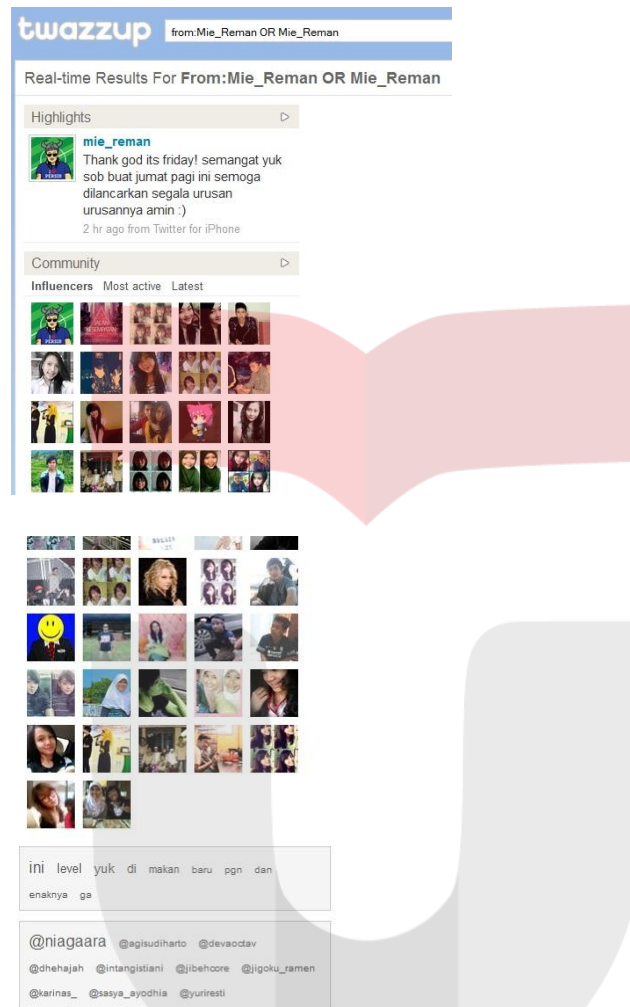 twazzup
from:Mie_Reman OR Mie_Reman
Real-time Results For From:Mie_Reman OR Mie_Reman
Highlights
mie_reman
Thank god its friday! semangat yuk
sob buat jumat pagi ini semoga
dilancarkan segala urusan
urusannya amin :)
2 hr ago from Twitter for iPhone
Community
Influencers Most active Latest
ini level yuk di makan baru pgn dan
enaknya ga
@niagaara @agisudiharto @devaoctav
@dhehajah @intangistiani @jibehcore @jigoku_ramen
@karinas_ @sasya_ayodhia @yuriresti